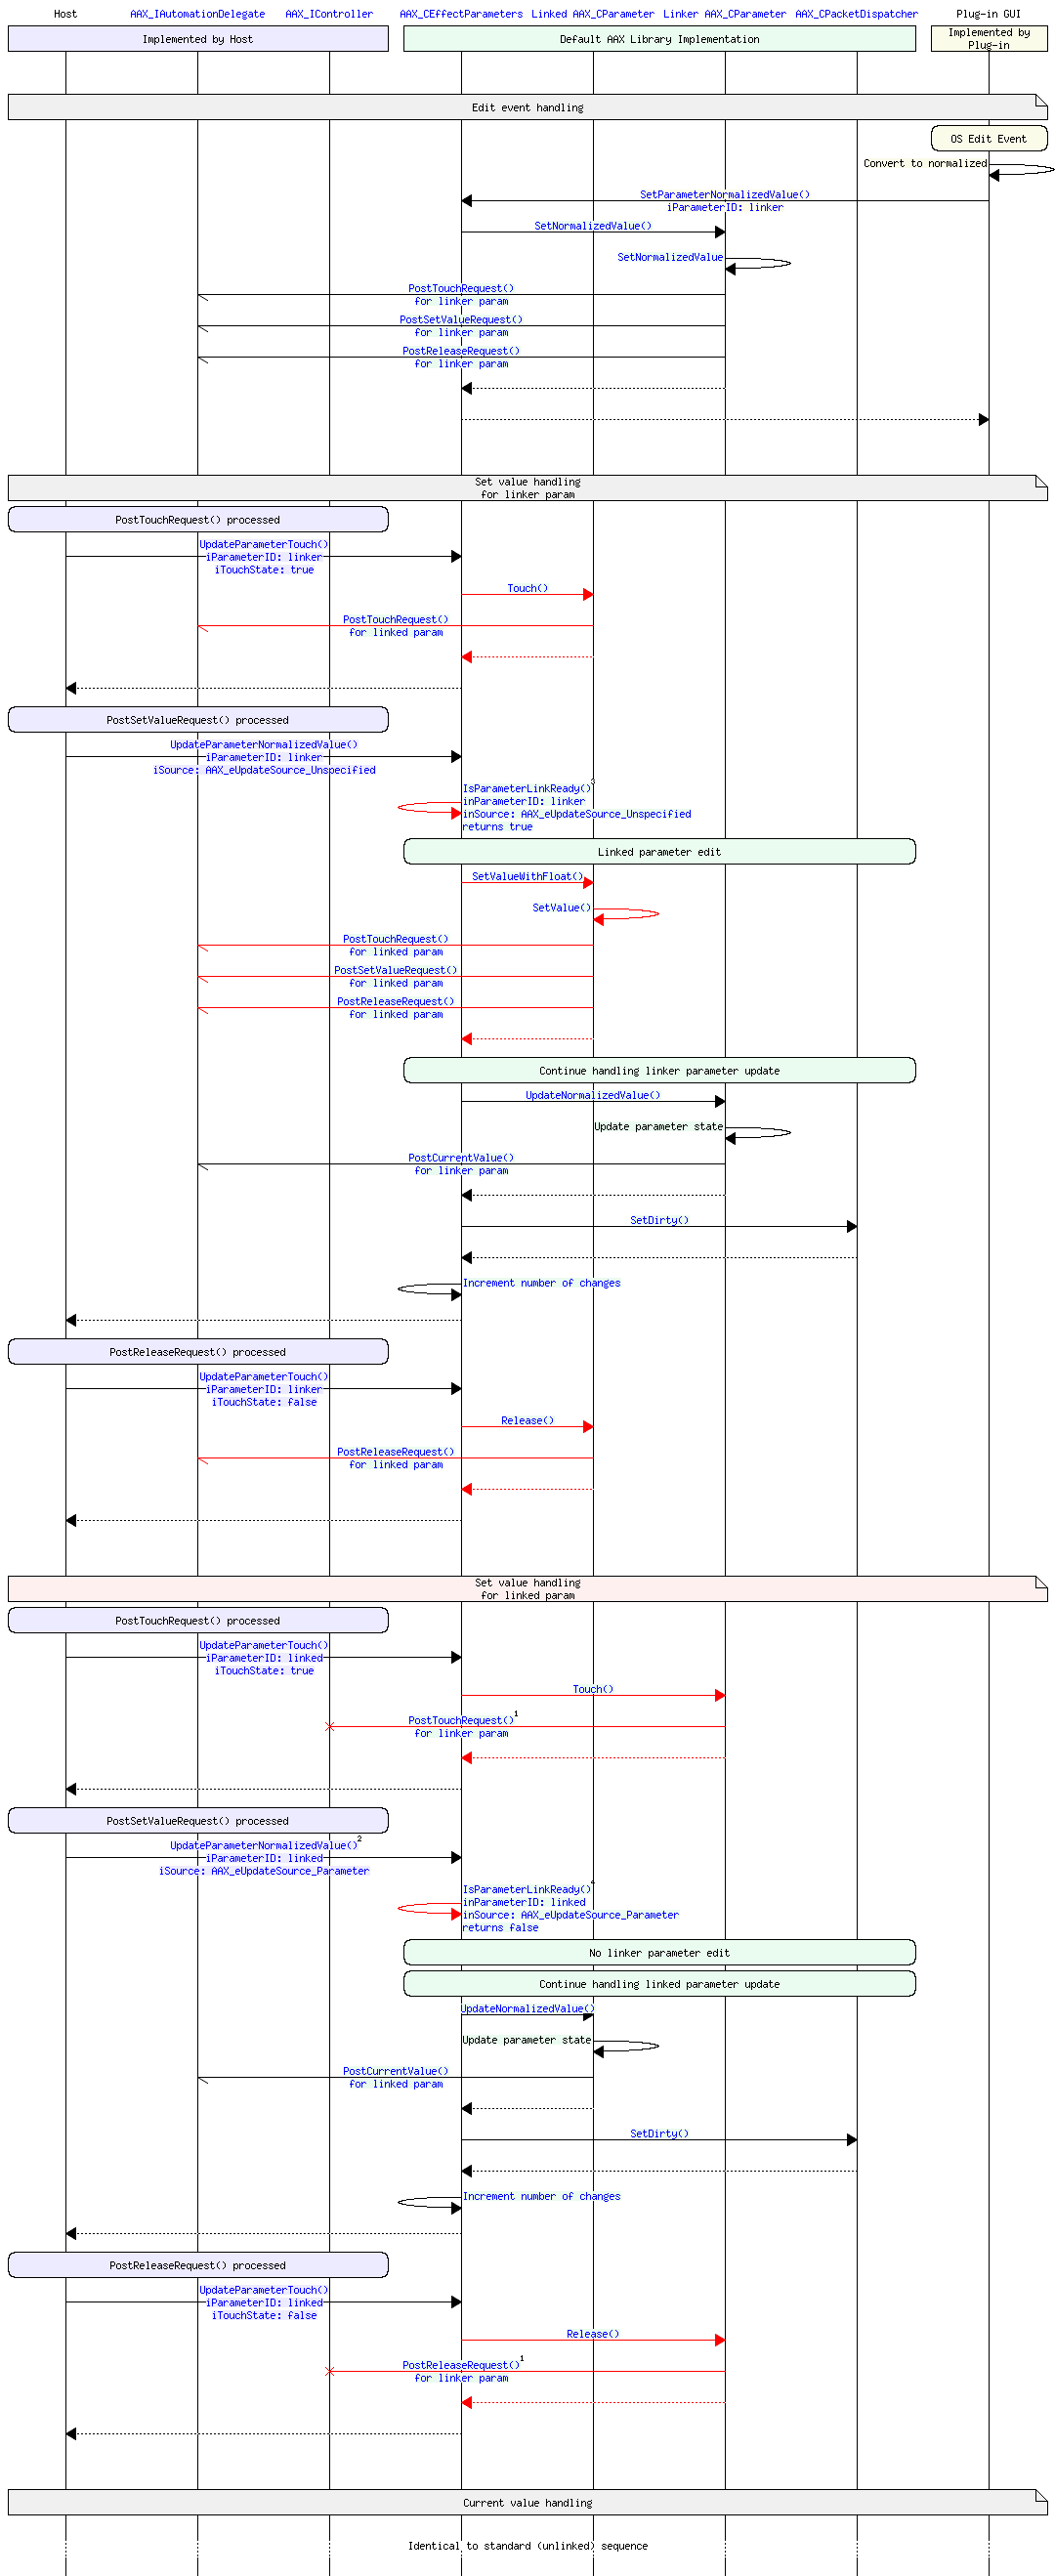 Host AAX_IAutomationDelegate AAX_IController AAX_CEffectParameters Linked AAX_CParameter Linker AAX_CParameter AAX_CPacketDispatcher Plug-in GUI
Implemented by Host
Default AAX Library Implementation
Implemented by
Plug-in
Edit event handling
OS Edit Event
Convert to normalized
SetParameterNormalizedValue()
iParameterID: linker
SetNormalizedValue()
SetNormalizedValue
PostTouchRequest()
for linker param
PostSetValueRequest()
for linker param
PostReleaseRequest()
for linker param
Set value handling
for linker param
PostTouchRequest() processed
UpdateParameterTouch()
iParameterID: linker
iTouchState: true
Touch()
PostTouchRequest()
for linked param
PostSetValueRequest() processed
UpdateParameterNormalizedValue()
iParameterID: linker
iSource: AAX_eUpdateSource_Unspecified
IsParameterLinkReady()3
inParameterID: linker
inSource: AAX_eUpdateSource_Unspecified
returns true
Linked parameter edit
SetValueWithFloat()
SetValue()
PostTouchRequest()
for linked param
PostSetValueRequest()
for linked param
PostReleaseRequest()
for linked param
Continue handling linker parameter update
UpdateNormalizedValue()
Update parameter state
PostCurrentValue()
for linker param
SetDirty()
Increment number of changes
PostReleaseRequest() processed
UpdateParameterTouch()
iParameterID: linker
iTouchState: false
Release()
PostReleaseRequest()
for linked param
Set value handling
for linked param
PostTouchRequest() processed
UpdateParameterTouch()
iParameterID: linked
iTouchState: true
Touch()
PostTouchRequest()1
for linker param
PostSetValueRequest() processed
UpdateParameterNormalizedValue()2
iParameterID: linked
iSource: AAX_eUpdateSource_Parameter
IsParameterLinkReady()4
inParameterID: linked
inSource: AAX_eUpdateSource_Parameter
returns false
No linker parameter edit
Continue handling linked parameter update
UpdateNormalizedValue()
Update parameter state
PostCurrentValue()
for linked param
SetDirty()
Increment number of changes
PostReleaseRequest() processed
UpdateParameterTouch()
iParameterID: linked
iTouchState: false
Release()
PostReleaseRequest()1
for linker param
Current value handling
Identical to standard (unlinked) sequence